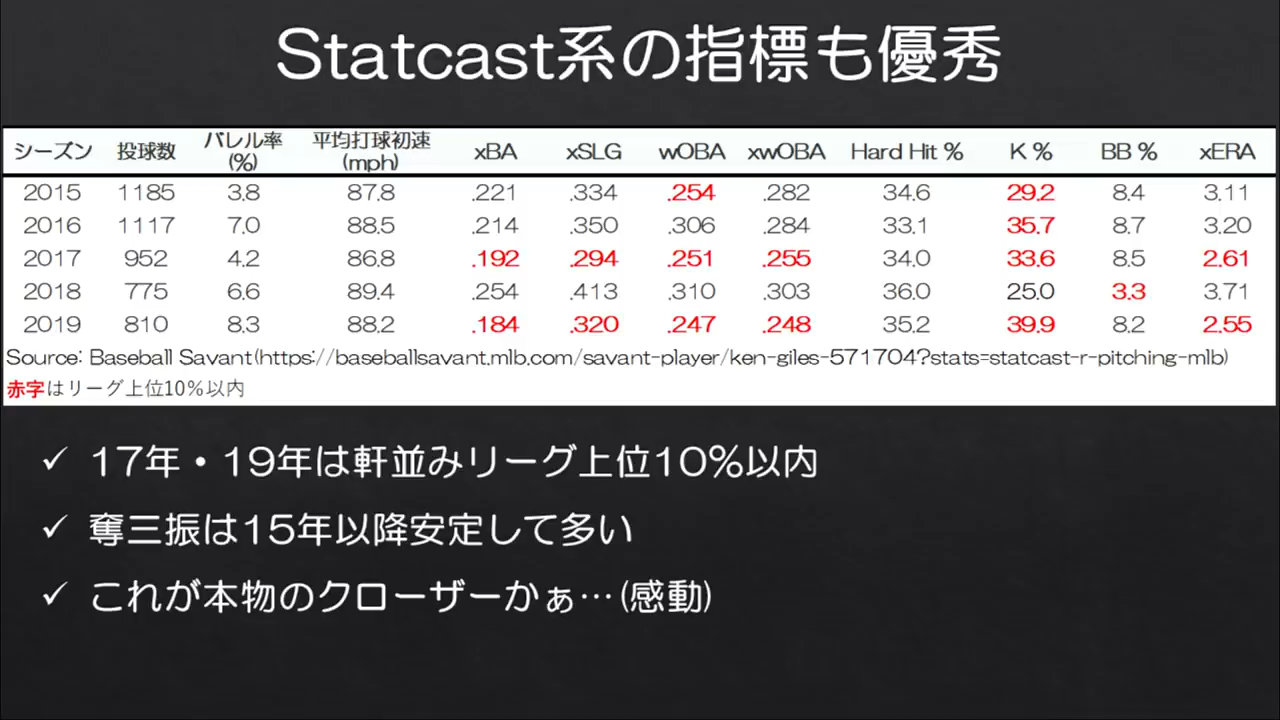 Statcast系の指標も優秀
シーズン 投球数 バレル率(%) 平均打球初速(mph) xBA xSLG wOBA xwOBA Hard Hit % K % BB % xERA
2015 1185 3.8 87.8 .221 .334 .254 .282 34.6 29.2 8.4 3.11
2016 1117 7.0 88.5 .214 .350 .306 .284 33.1 35.7 8.7 3.20
2017 952 4.2 86.8 .192 .294 .251 .255 34.0 33.6 8.5 2.61
2018 775 6.6 89.4 .254 .413 .310 .303 36.0 25.0 3.3 3.71
2019 810 8.3 88.2 .184 .320 .247 .248 35.2 39.9 8.2 2.55
Source: Baseball Savant(https://baseballsavant.mlb.com/savant-player/ken-giles-571704?stats=statcast-r-pitching-mlb)
赤字はリーグ上位10%以内
✓ 17年・19年は軒並みリーグ上位10%以内
✓ 奪三振は15年以降安定して多い
✓ これが本物のクローザーかぁ…(感動)